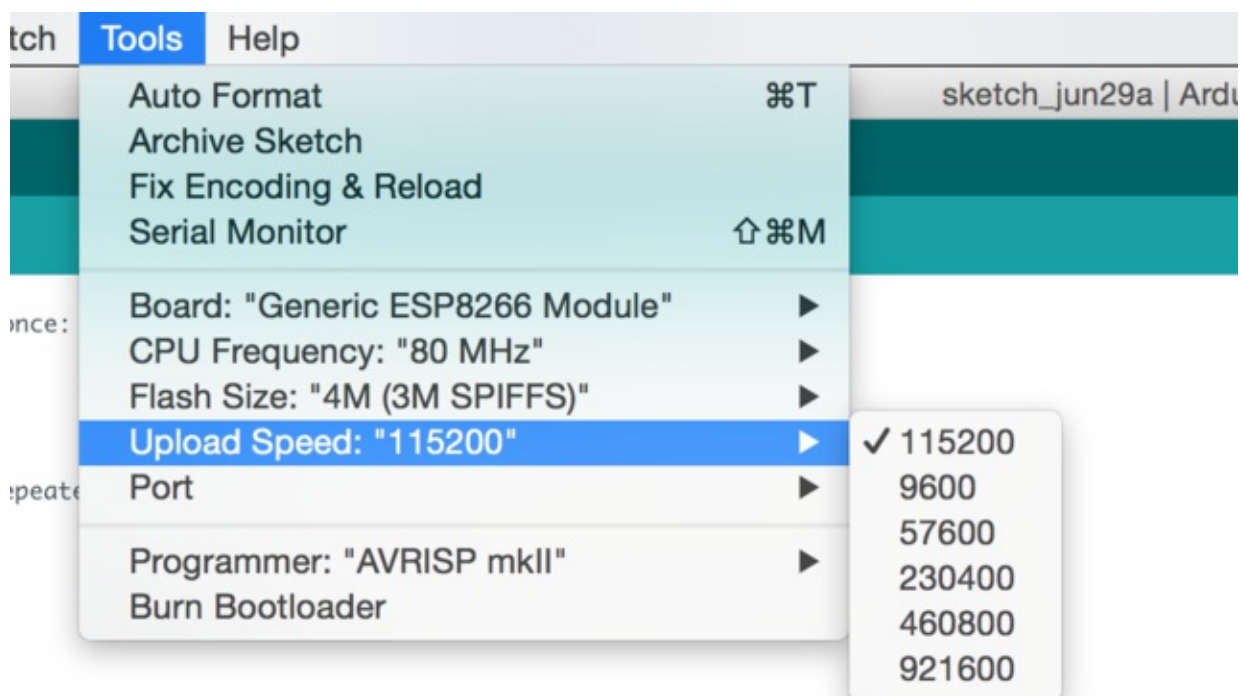 tch Tools Help
sketch_jun29a | Ardu
Auto Format ⌘T
Archive Sketch
Fix Encoding & Reload
Serial Monitor ⇧⌘M
Board: "Generic ESP8266 Module" ▶
once:
CPU Frequency: "80 MHz" ▶
Flash Size: "4M (3M SPIFFS)" ▶
Upload Speed: "115200" ▶
✓ 115200
epeate
Port ▶
9600
57600
Programmer: "AVRISP mkII" ▶
230400
Burn Bootloader
460800
921600